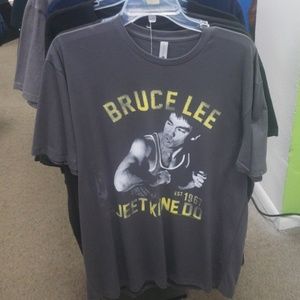 BRUCE LEE
EST 1967
JEET KUNE DO